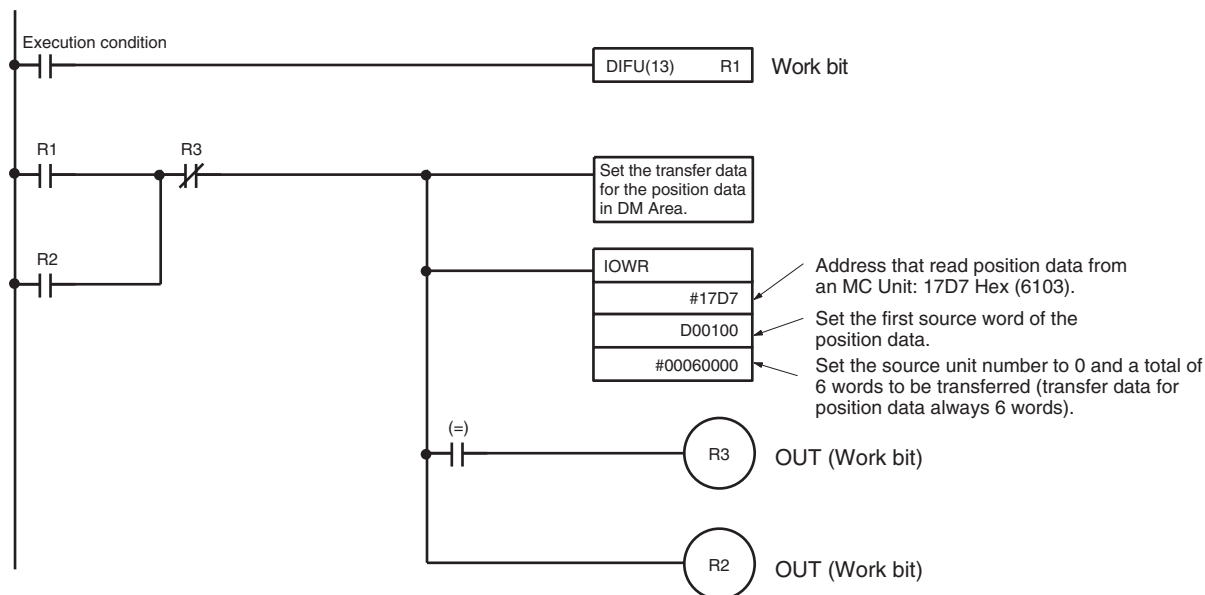 Execution condition
DIFU(13) R1 Work bit
R1
R3
Set the transfer data
for the position data
in DM Area.
R2
IOWR
#17D7
D00100
#00060000
Address that read position data from
an MC Unit: 17D7 Hex (6103).
Set the first source word of the
position data.
Set the source unit number to 0 and a total of
6 words to be transferred (transfer data for
position data always 6 words).
(=)
R3 OUT (Work bit)
R2 OUT (Work bit)